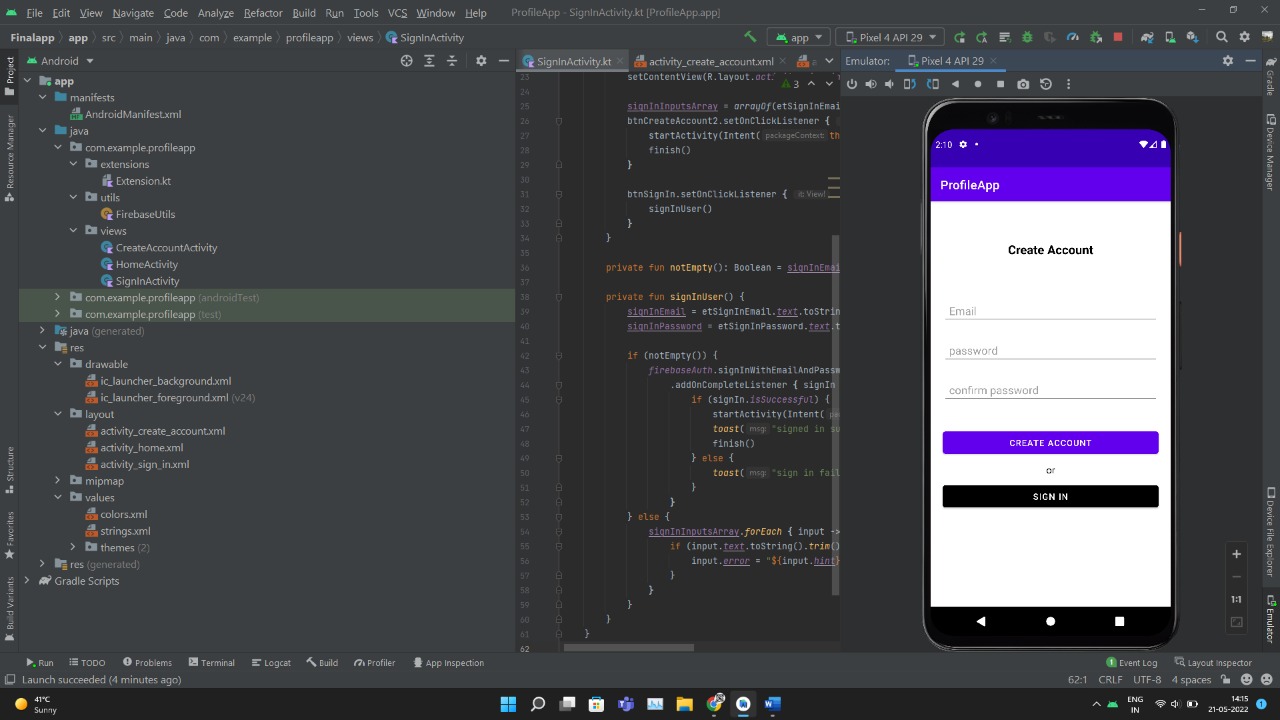 File Edit View Navigate Code Analyze Refactor Build Run Tools VCS Window Help ProfileApp - SignInActivity.kt [ProfileApp.app]
Finalapp app src main java com example profileapp views SignInActivity app Pixel 4 API 29
Android SignInActivity.kt activity_create_account.xml Emulator: Pixel 4 API 29
Project
Resource Manager
Structure
Favorites
Build Variants
app
manifests
AndroidManifest.xml
java
com.example.profileapp
extensions
Extension.kt
utils
FirebaseUtils
views
CreateAccountActivity
HomeActivity
SignInActivity
com.example.profileapp (androidTest)
com.example.profileapp (test)
java (generated)
res
drawable
ic_launcher_background.xml
ic_launcher_foreground.xml (v24)
layout
activity_create_account.xml
activity_home.xml
activity_sign_in.xml
mipmap
values
colors.xml
strings.xml
themes (2)
res (generated)
Gradle Scripts
3
23 setContentView(R.layout.act
24
25 signInInputsArray = arrayOf(etSignInEmai
26 btnCreateAccount2.setOnClickListener {
27 startActivity(Intent( packageContext: th
28 finish()
29 }
30
31 btnSignIn.setOnClickListener { it: View!
32 signInUser()
33 }
34 }
35
36 private fun notEmpty(): Boolean = signInEmai
37
38 private fun signInUser() {
39 signInEmail = etSignInEmail.text.toStrin
40 signInPassword = etSignInPassword.text.t
41
42 if (notEmpty()) {
43 firebaseAuth.signInWithEmailAndPassw
44 .addOnCompleteListener { signIn
45 if (signIn.isSuccessful) {
46 startActivity(Intent( pa
47 toast( msg: "signed in su
48 finish()
49 } else {
50 toast( msg: "sign in fail
51 }
52 }
53 } else {
54 signInInputsArray.forEach { input ->
55 if (input.text.toString().trim()
56 input.error = "${input.hint}
57 }
58 }
59 }
60 }
61 }
62
2:10
ProfileApp
Create Account
Email
password
confirm password
CREATE ACCOUNT
or
SIGN IN
1:1
Gradle
Device Manager
Device File Explorer
Emulator
Run TODO Problems Terminal Logcat Build Profiler App Inspection 1 Event Log Layout Inspector
Launch succeeded (4 minutes ago) 62:1 CRLF UTF-8 4 spaces
41°C
Sunny
ENG
IN
14:15
21-05-2022
1